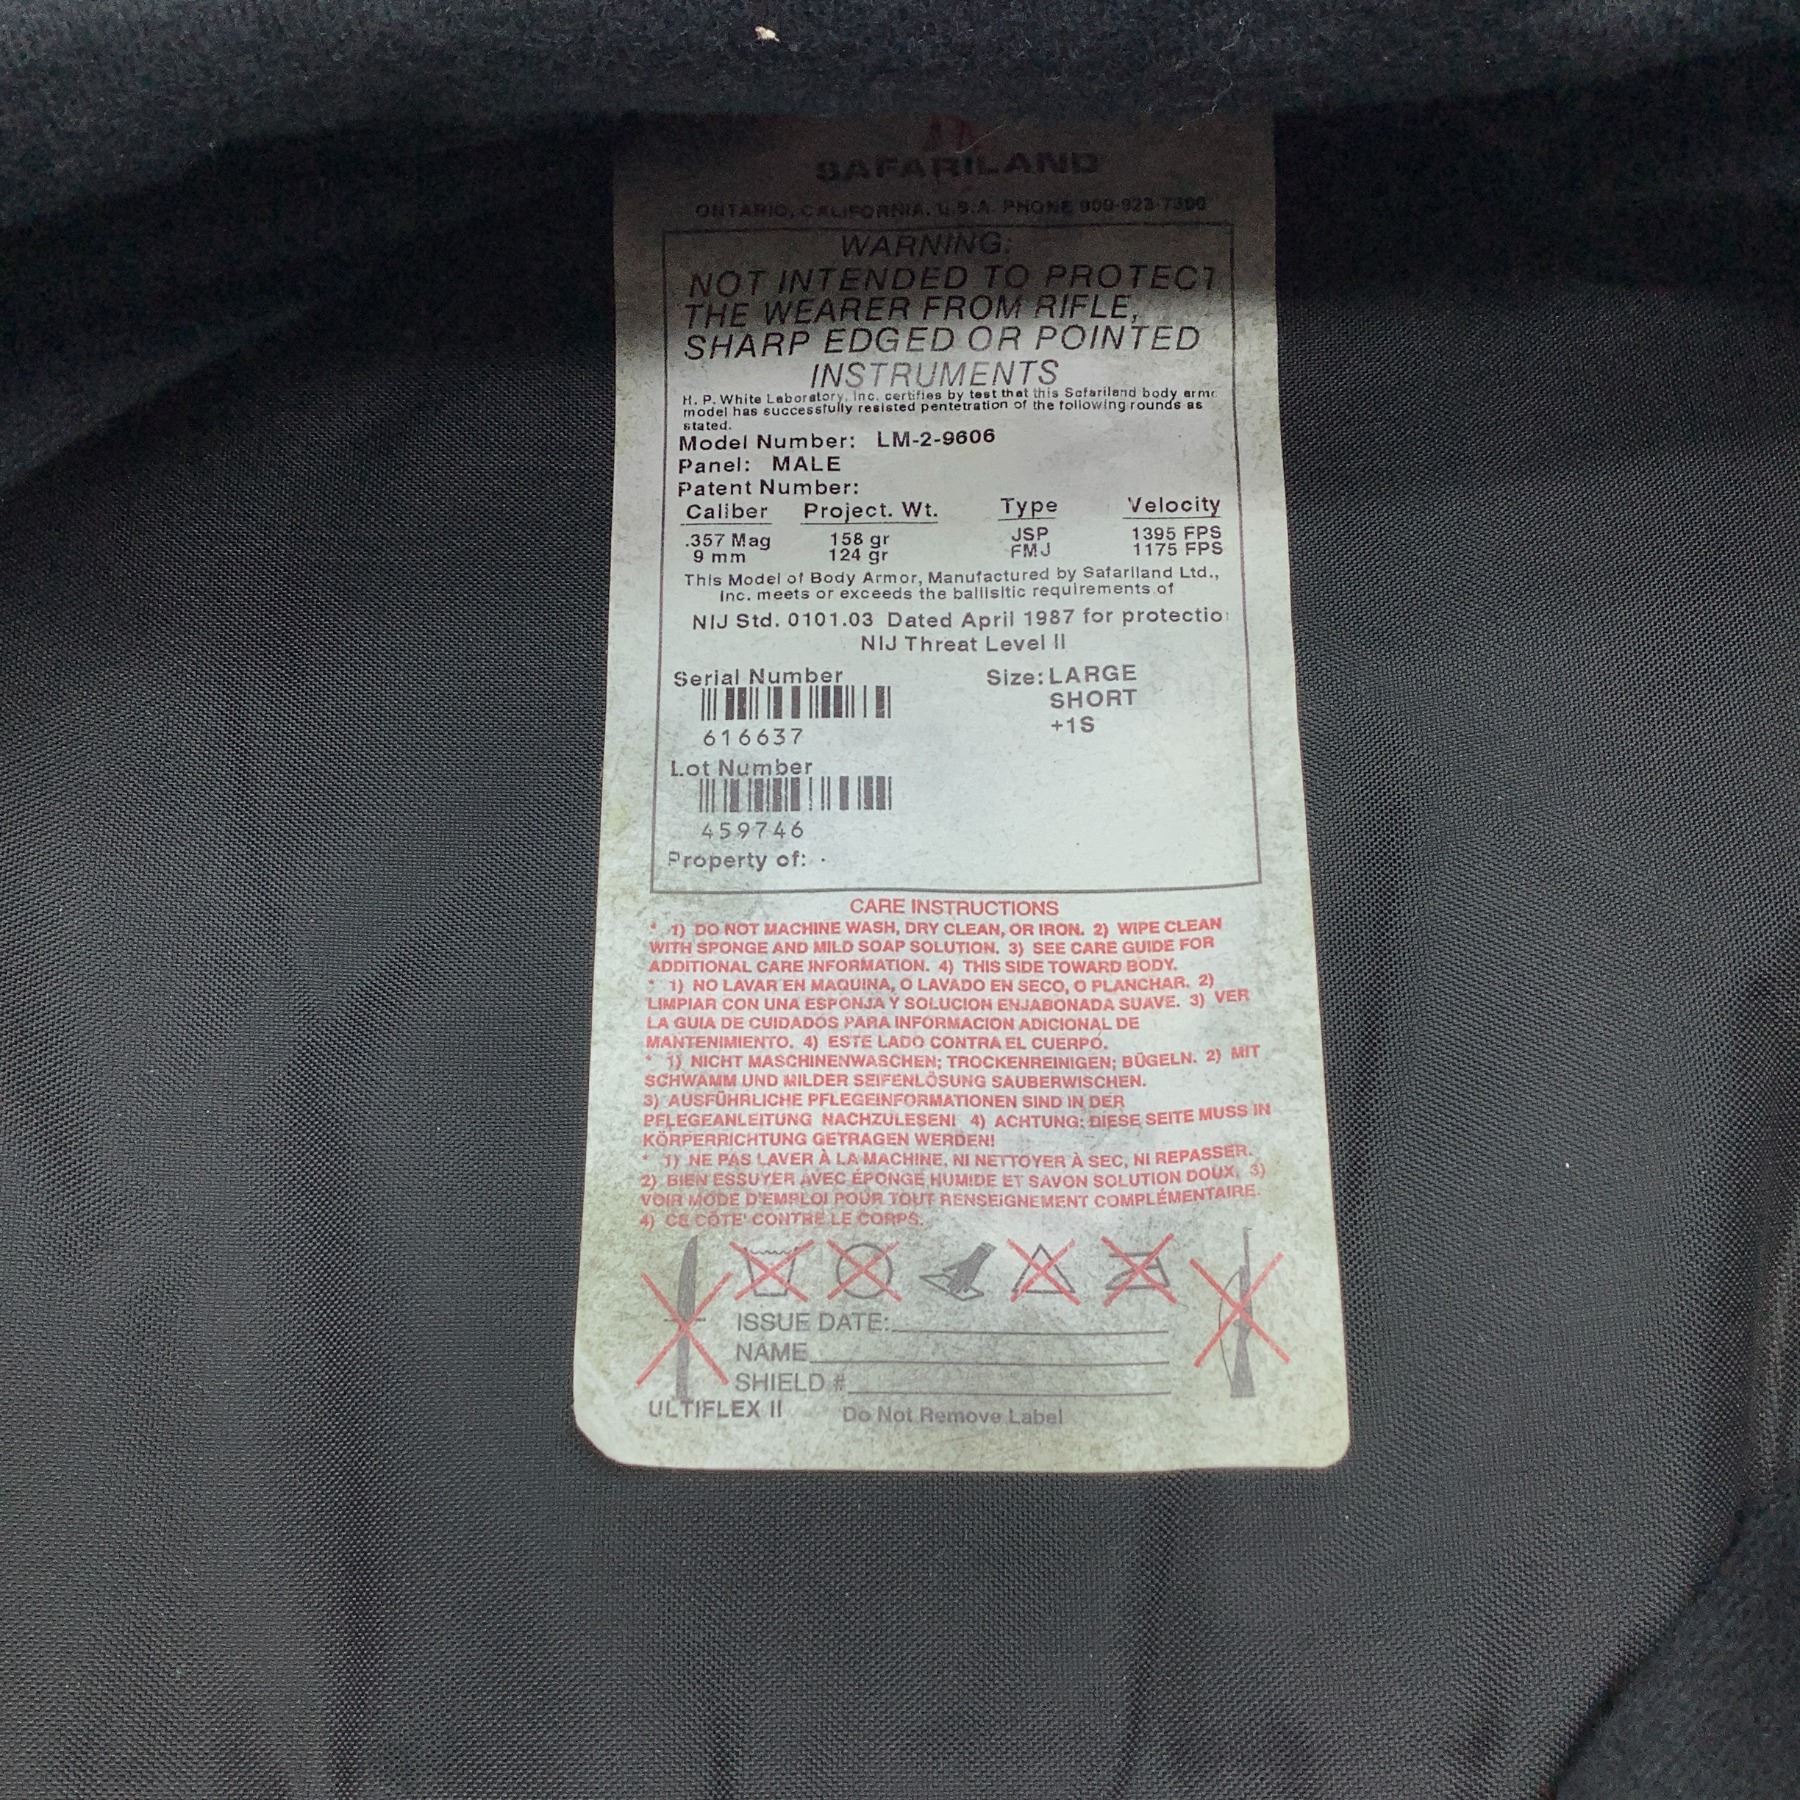 SAFARILAND
ONTARIO, CALIFORNIA. U.S.A. PHONE 900-923-7300
WARNING:
NOT INTENDED TO PROTECT
THE WEARER FROM RIFLE,
SHARP EDGED OR POINTED
INSTRUMENTS
H. P. White Laboratory, Inc. certifies by test that this Safariland body armo
model has successfully resisted pentetration of the following rounds as
stated.
Model Number: LM-2-9606
Panel: MALE
Patent Number:
Caliber Project. Wt. Type Velocity
.357 Mag 158 gr JSP 1395 FPS
9 mm 124 gr FMJ 1175 FPS
This Model of Body Armor, Manufactured by Safariland Ltd.,
Inc. meets or exceeds the ballisitic requirements of
NIJ Std. 0101.03 Dated April 1987 for protectio
NIJ Threat Level II
Serial Number Size: LARGE
SHORT
+1S
616637
Lot Number
459746
Property of:
CARE INSTRUCTIONS
* 1) DO NOT MACHINE WASH, DRY CLEAN, OR IRON. 2) WIPE CLEAN
WITH SPONGE AND MILD SOAP SOLUTION. 3) SEE CARE GUIDE FOR
ADDITIONAL CARE INFORMATION. 4) THIS SIDE TOWARD BODY.
* 1) NO LAVAR EN MAQUINA, O LAVADO EN SECO, O PLANCHAR. 2)
LIMPIAR CON UNA ESPONJA Y SOLUCION ENJABONADA SUAVE. 3) VER
LA GUIA DE CUIDADOS PARA INFORMACION ADICIONAL DE
MANTENIMIENTO. 4) ESTE LADO CONTRA EL CUERPO.
* 1) NICHT MASCHINENWASCHEN; TROCKENREINIGEN; BÜGELN. 2) MIT
SCHWAMM UND MILDER SEIFENLÖSUNG SAUBERWISCHEN.
3) AUSFÜHRLICHE PFLEGEINFORMATIONEN SIND IN DER
PFLEGEANLEITUNG NACHZULESEN! 4) ACHTUNG: DIESE SEITE MUSS IN
KÖRPERRICHTUNG GETRAGEN WERDEN!
* 1) NE PAS LAVER À LA MACHINE, NI NETTOYER À SEC, NI REPASSER.
2) BIEN ESSUYER AVEC ÉPONGE HUMIDE ET SAVON SOLUTION DOUX. 3)
VOIR MODE D'EMPLOI POUR TOUT RENSEIGNEMENT COMPLÉMENTAIRE.
4) CE CÔTE' CONTRE LE CORPS.
ISSUE DATE:
NAME
SHIELD #
ULTIFLEX II Do Not Remove Label